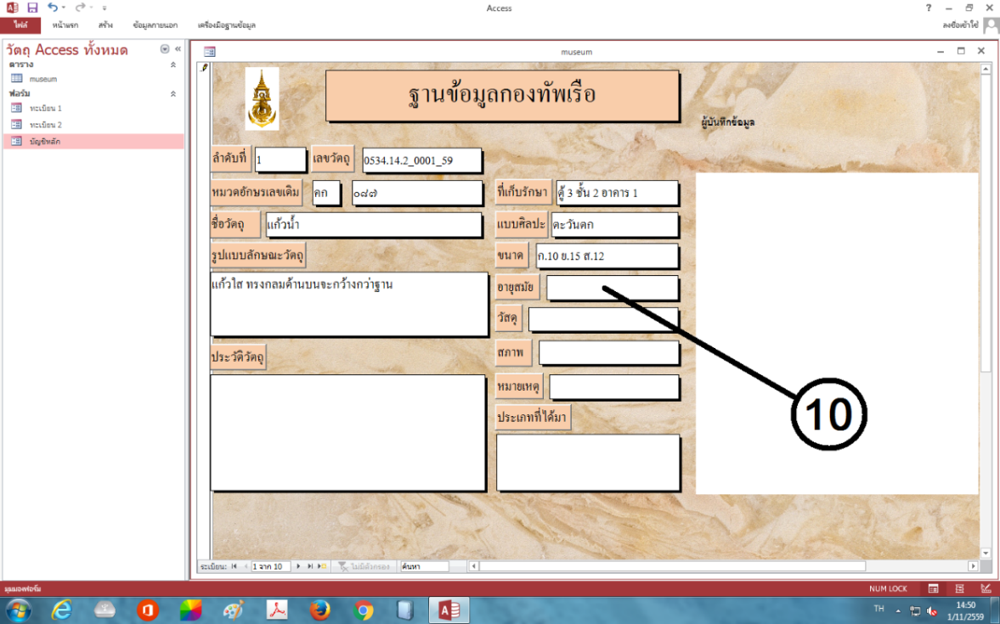 Access
ไฟล์ หน้าแรก สร้าง ข้อมูลภายนอก เครื่องมือฐานข้อมูล
ลงชื่อเข้าใช้
วัตถุ Access ทั้งหมด
ตาราง
museum
ฟอร์ม
ทะเบียน 1
ทะเบียน 2
บัญชีหลัก
museum
ฐานข้อมูลกองทัพเรือ
ผู้บันทึกข้อมูล
ลำดับที่ 1 เลขวัตถุ 0534.14.2_0001_59
หมวดอักษรเลขเดิม คก ๐๘๗ ที่เก็บรักษา ตู้ 3 ชั้น 2 อาคาร 1
ชื่อวัตถุ แก้วน้ำ แบบศิลปะ ตะวันตก
รูปแบบลักษณะวัตถุ ขนาด ก.10 ย.15 ส.12
แก้วใส ทรงกลมด้านบนจะกว้างกว่าฐาน อายุสมัย
วัสดุ
ประวัติวัตถุ สภาพ
หมายเหตุ
ประเภทที่ได้มา
10
ระเบียน: 1 จาก 10 ไม่มีตัวกรอง ค้นหา
มุมมองฟอร์ม NUM LOCK
TH 14:50
1/11/2559